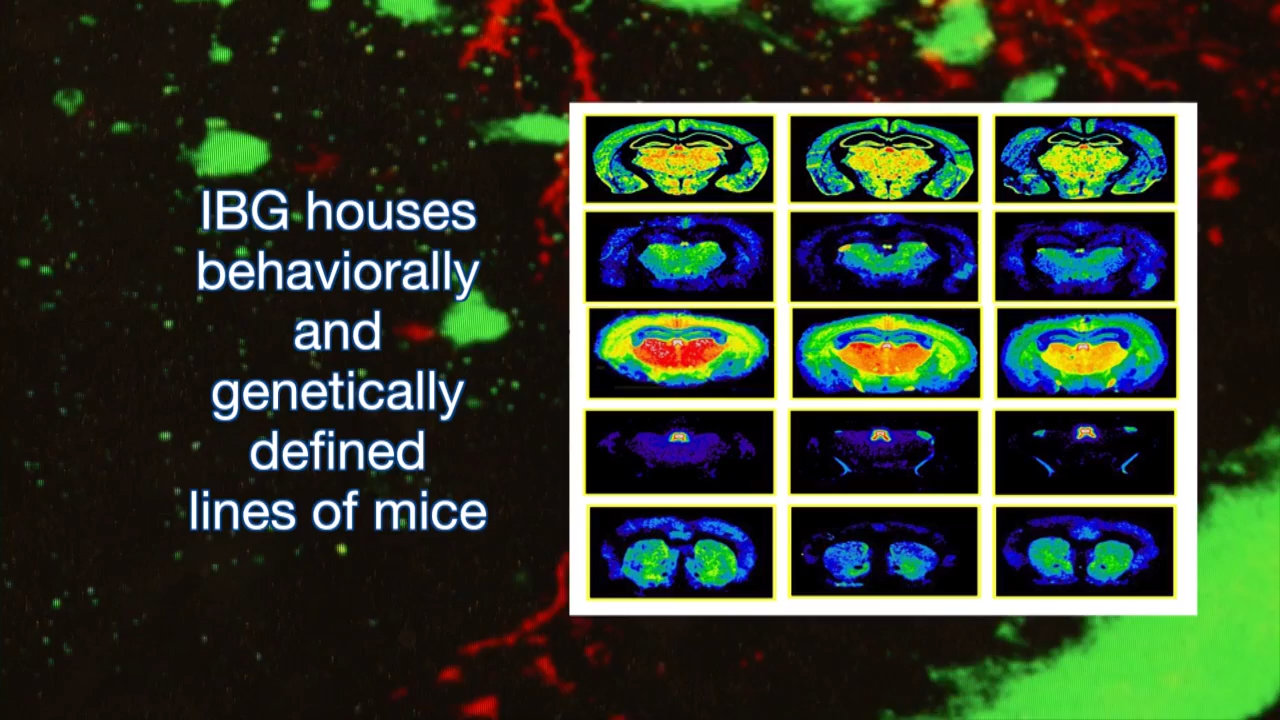 IBG houses
behaviorally
and
genetically
defined
lines of mice